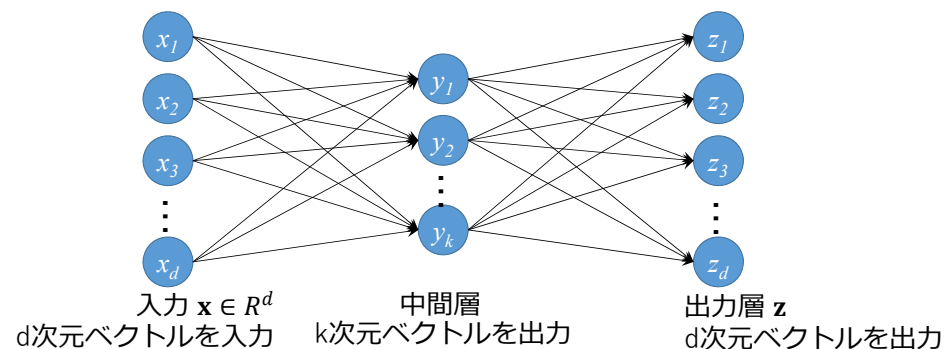 x1
x2
x3
⋮
xd
y1
y2
⋮
yk
z1
z2
z3
⋮
zd
入力 x ∈ R^d
d次元ベクトルを入力
中間層
k次元ベクトルを出力
出力層 z
d次元ベクトルを出力